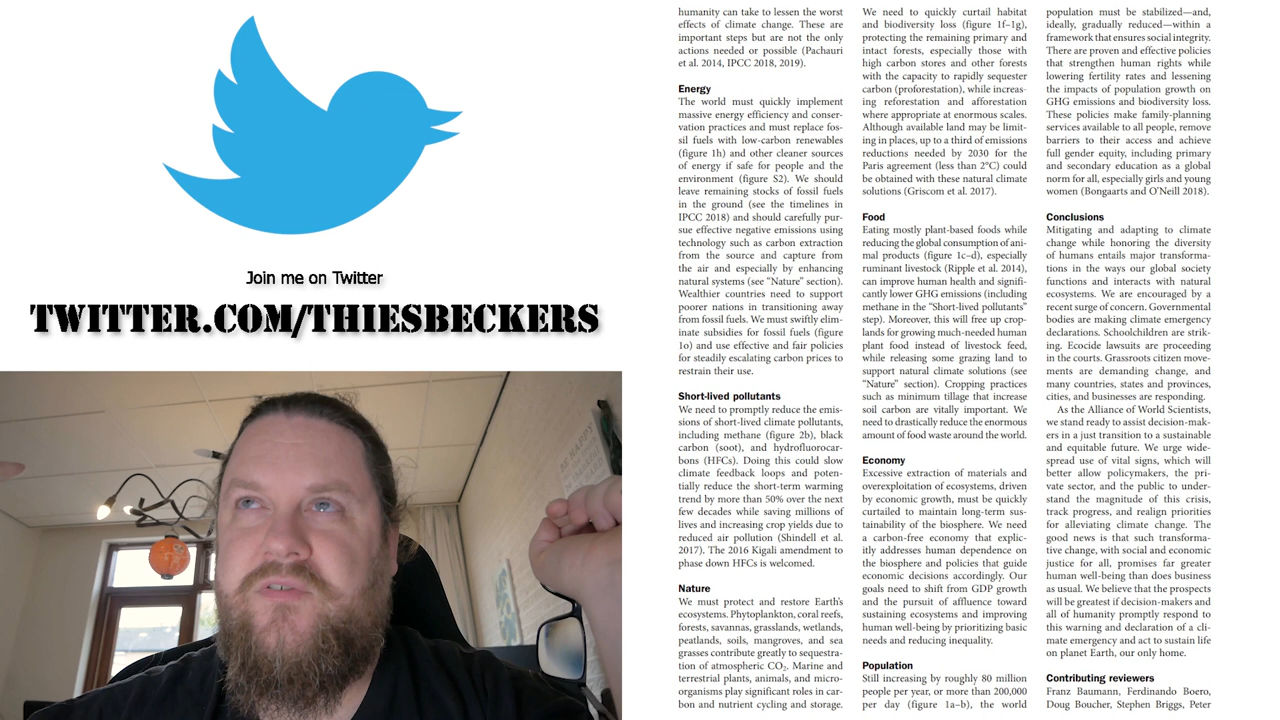 Join me on Twitter
TWITTER.COM/THIESBECKERS
humanity can take to lessen the worst
effects of climate change. These are
important steps but are not the only
actions needed or possible (Pachauri
et al. 2014, IPCC 2018, 2019).
Energy
The world must quickly implement
massive energy efficiency and conser-
vation practices and must replace fos-
sil fuels with low-carbon renewables
(figure 1h) and other cleaner sources
of energy if safe for people and the
environment (figure S2). We should
leave remaining stocks of fossil fuels
in the ground (see the timelines in
IPCC 2018) and should carefully pur-
sue effective negative emissions using
technology such as carbon extraction
from the source and capture from
the air and especially by enhancing
natural systems (see “Nature” section).
Wealthier countries need to support
poorer nations in transitioning away
from fossil fuels. We must swiftly elim-
inate subsidies for fossil fuels (figure
1o) and use effective and fair policies
for steadily escalating carbon prices to
restrain their use.
Short-lived pollutants
We need to promptly reduce the emis-
sions of short-lived climate pollutants,
including methane (figure 2b), black
carbon (soot), and hydrofluorocar-
bons (HFCs). Doing this could slow
climate feedback loops and poten-
tially reduce the short-term warming
trend by more than 50% over the next
few decades while saving millions of
lives and increasing crop yields due to
reduced air pollution (Shindell et al.
2017). The 2016 Kigali amendment to
phase down HFCs is welcomed.
Nature
We must protect and restore Earth’s
ecosystems. Phytoplankton, coral reefs,
forests, savannas, grasslands, wetlands,
peatlands, soils, mangroves, and sea
grasses contribute greatly to sequestra-
tion of atmospheric CO₂. Marine and
terrestrial plants, animals, and micro-
organisms play significant roles in car-
bon and nutrient cycling and storage.
We need to quickly curtail habitat
and biodiversity loss (figure 1f–1g),
protecting the remaining primary and
intact forests, especially those with
high carbon stores and other forests
with the capacity to rapidly sequester
carbon (proforestation), while increas-
ing reforestation and afforestation
where appropriate at enormous scales.
Although available land may be limit-
ing in places, up to a third of emissions
reductions needed by 2030 for the
Paris agreement (less than 2°C) could
be obtained with these natural climate
solutions (Griscom et al. 2017).
Food
Eating mostly plant-based foods while
reducing the global consumption of ani-
mal products (figure 1c–d), especially
ruminant livestock (Ripple et al. 2014),
can improve human health and signifi-
cantly lower GHG emissions (including
methane in the “Short-lived pollutants”
step). Moreover, this will free up crop-
lands for growing much-needed human
plant food instead of livestock feed,
while releasing some grazing land to
support natural climate solutions (see
“Nature” section). Cropping practices
such as minimum tillage that increase
soil carbon are vitally important. We
need to drastically reduce the enormous
amount of food waste around the world.
Economy
Excessive extraction of materials and
overexploitation of ecosystems, driven
by economic growth, must be quickly
curtailed to maintain long-term sus-
tainability of the biosphere. We need
a carbon-free economy that explic-
itly addresses human dependence on
the biosphere and policies that guide
economic decisions accordingly. Our
goals need to shift from GDP growth
and the pursuit of affluence toward
sustaining ecosystems and improving
human well-being by prioritizing basic
needs and reducing inequality.
Population
Still increasing by roughly 80 million
people per year, or more than 200,000
per day (figure 1a–b), the world
population must be stabilized—and,
ideally, gradually reduced—within a
framework that ensures social integrity.
There are proven and effective policies
that strengthen human rights while
lowering fertility rates and lessening
the impacts of population growth on
GHG emissions and biodiversity loss.
These policies make family-planning
services available to all people, remove
barriers to their access and achieve
full gender equity, including primary
and secondary education as a global
norm for all, especially girls and young
women (Bongaarts and O’Neill 2018).
Conclusions
Mitigating and adapting to climate
change while honoring the diversity
of humans entails major transforma-
tions in the ways our global society
functions and interacts with natural
ecosystems. We are encouraged by a
recent surge of concern. Governmental
bodies are making climate emergency
declarations. Schoolchildren are strik-
ing. Ecocide lawsuits are proceeding
in the courts. Grassroots citizen move-
ments are demanding change, and
many countries, states and provinces,
cities, and businesses are responding.
As the Alliance of World Scientists,
we stand ready to assist decision-mak-
ers in a just transition to a sustainable
and equitable future. We urge wide-
spread use of vital signs, which will
better allow policymakers, the pri-
vate sector, and the public to under-
stand the magnitude of this crisis,
track progress, and realign priorities
for alleviating climate change. The
good news is that such transforma-
tive change, with social and economic
justice for all, promises far greater
human well-being than does business
as usual. We believe that the prospects
will be greatest if decision-makers and
all of humanity promptly respond to
this warning and declaration of a cli-
mate emergency and act to sustain life
on planet Earth, our only home.
Contributing reviewers
Franz Baumann, Ferdinando Boero,
Doug Boucher, Stephen Briggs, Peter